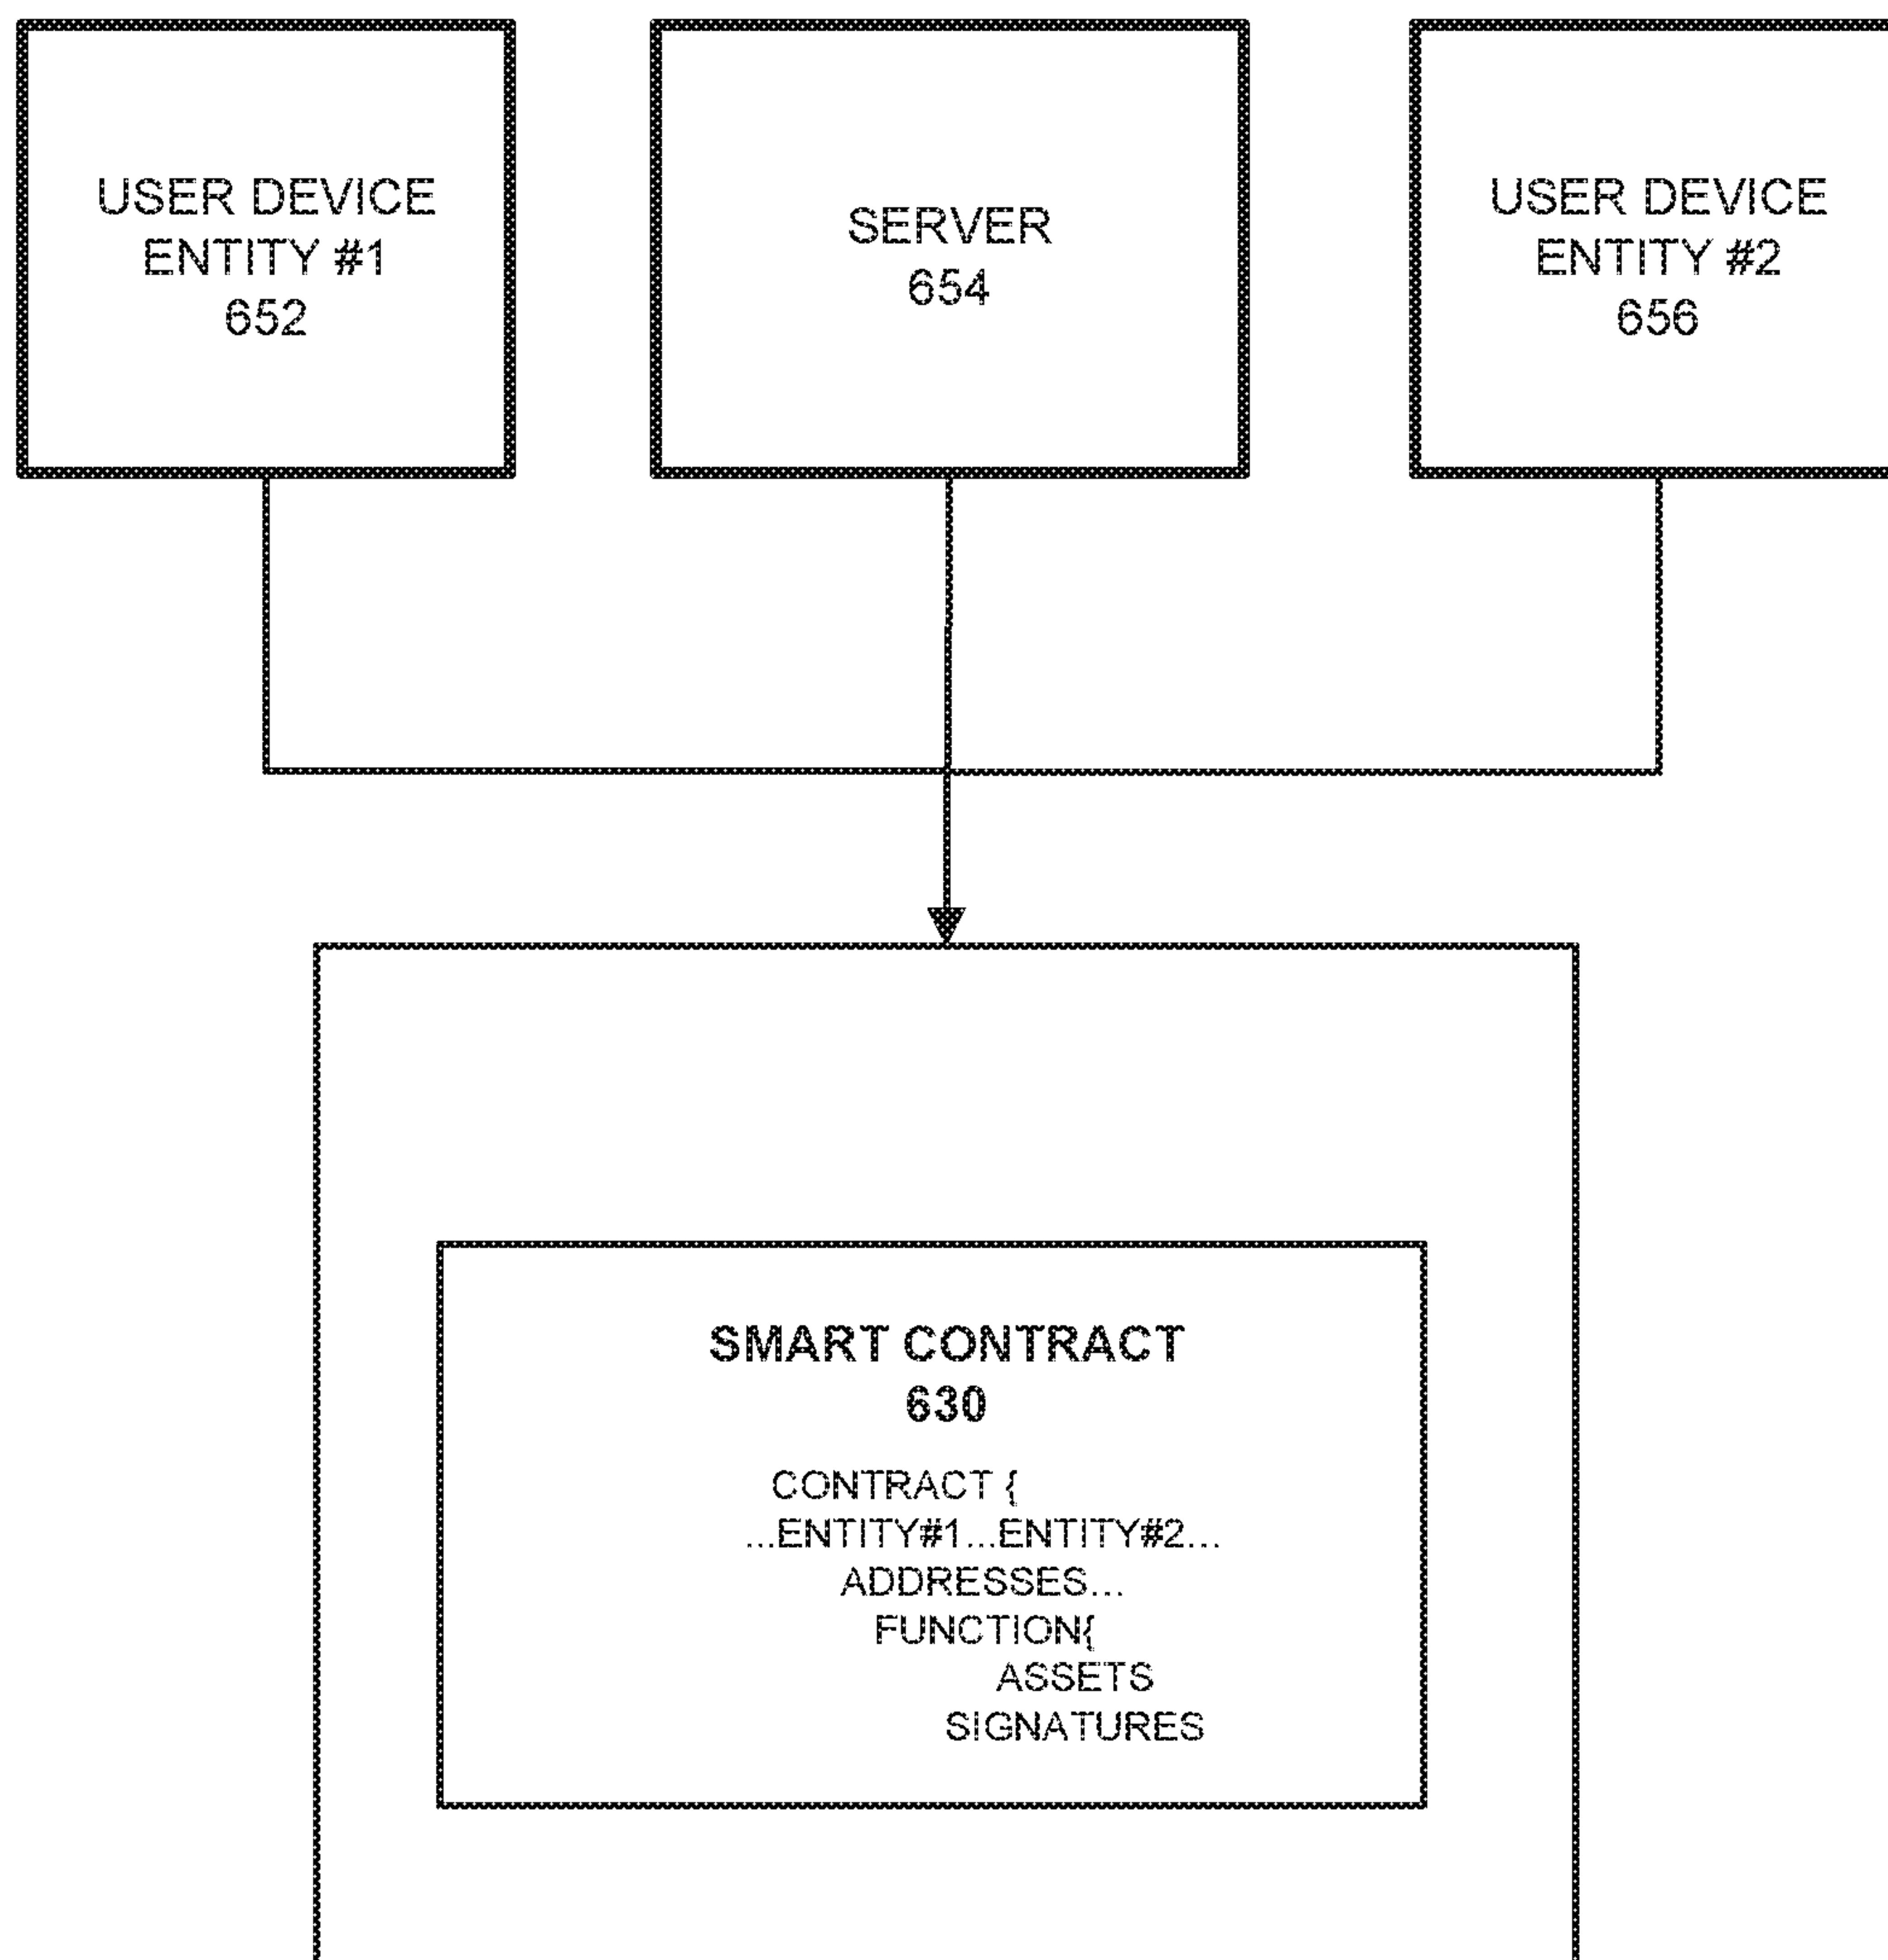 USER DEVICE
ENTITY #1
652
SERVER
654
USER DEVICE
ENTITY #2
656
SMART CONTRACT
630
CONTRACT {
...ENTITY#1...ENTITY#2...
ADDRESSES...
FUNCTION{
ASSETS
SIGNATURES